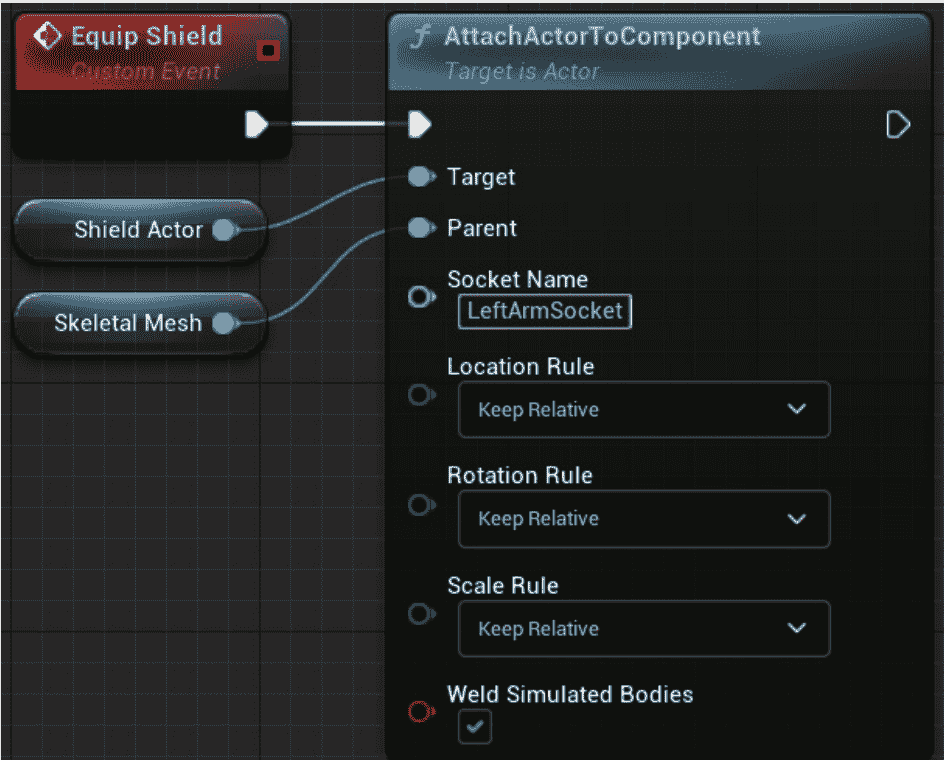 Equip Shield
Custom Event
f AttachActorToComponent
Target is Actor
Target
Shield Actor
Parent
Skeletal Mesh
Socket Name
LeftArmSocket
Location Rule
Keep Relative
Rotation Rule
Keep Relative
Scale Rule
Keep Relative
Weld Simulated Bodies